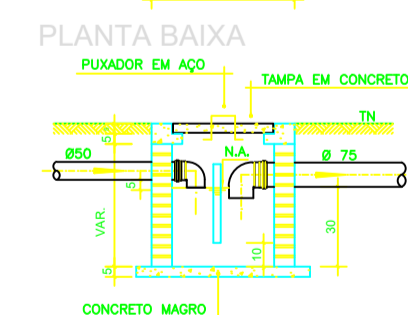 PLANTA BAIXA
PUXADOR EM AÇO
TAMPA EM CONCRETO
TN
5
Ø50
N.A.
Ø 75
5
VAR.
10
30
5
CONCRETO MAGRO